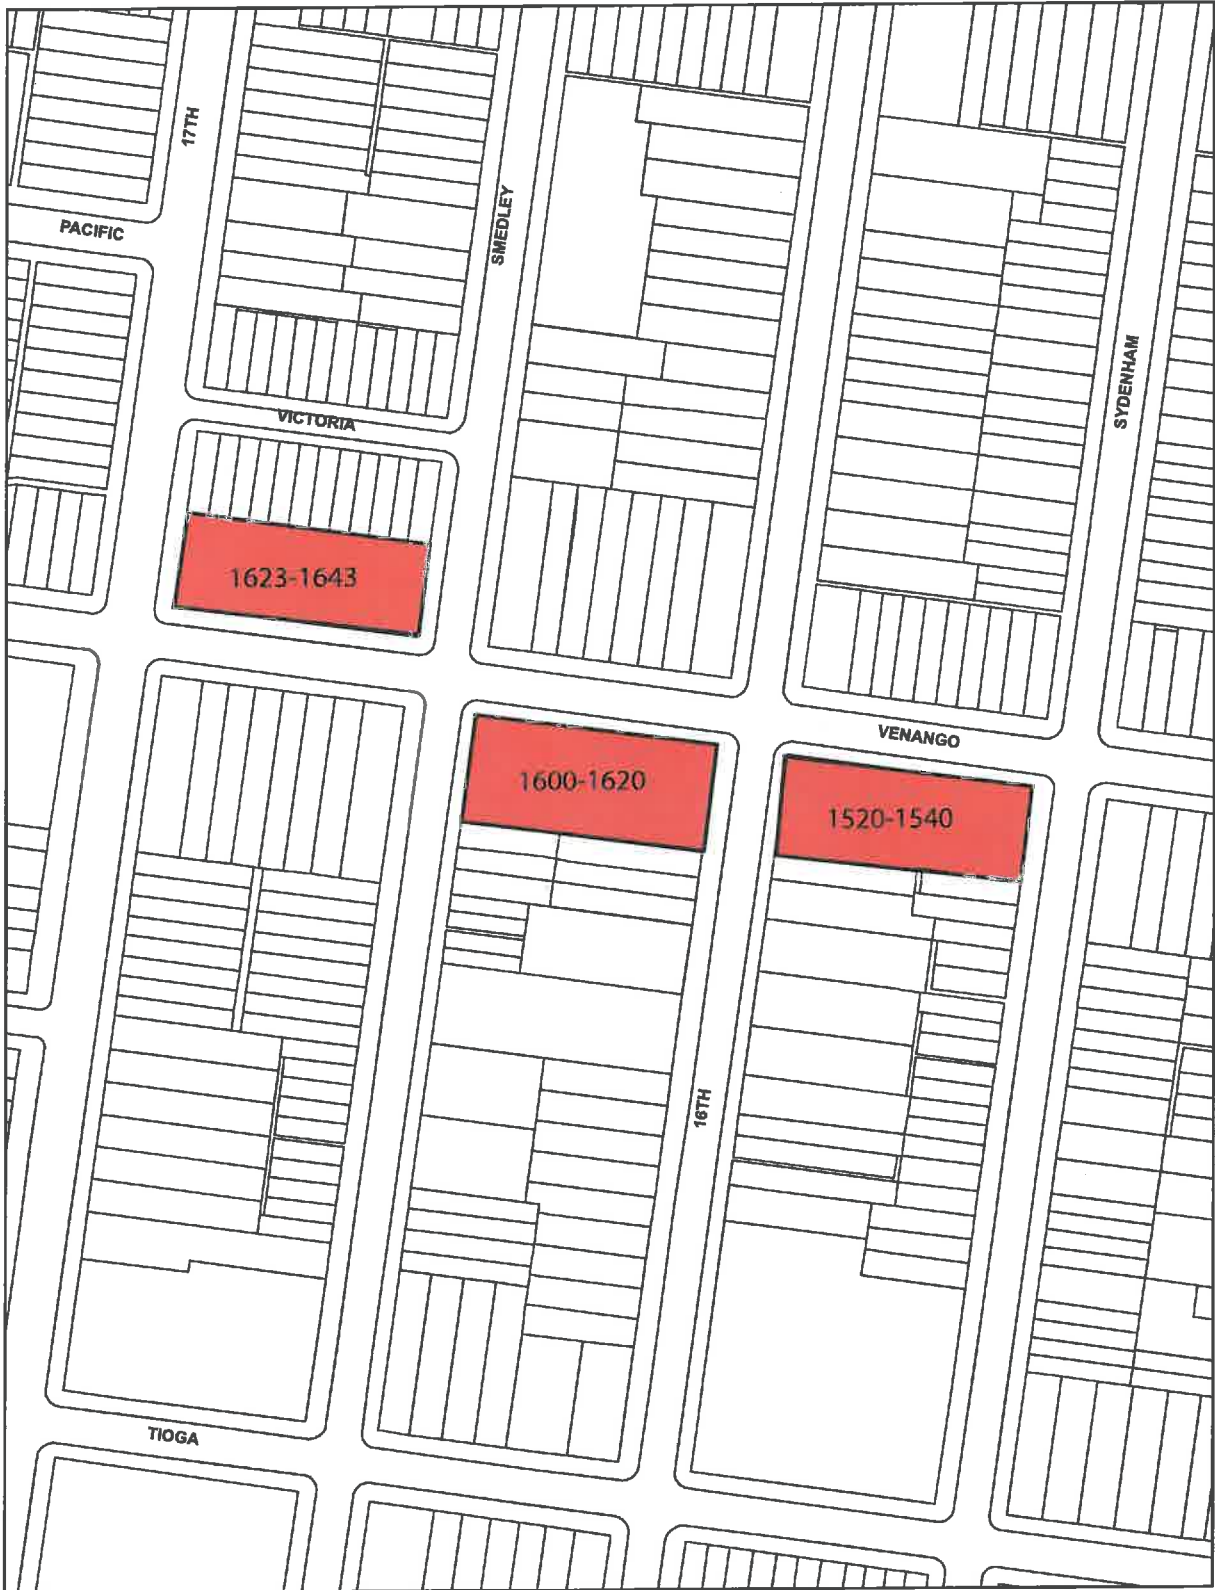 17TH
PACIFIC
SMEDLEY
SYDENHAM
VICTORIA
1623-1643
VENANGO
1600-1620
1520-1540
16TH
TIOGA